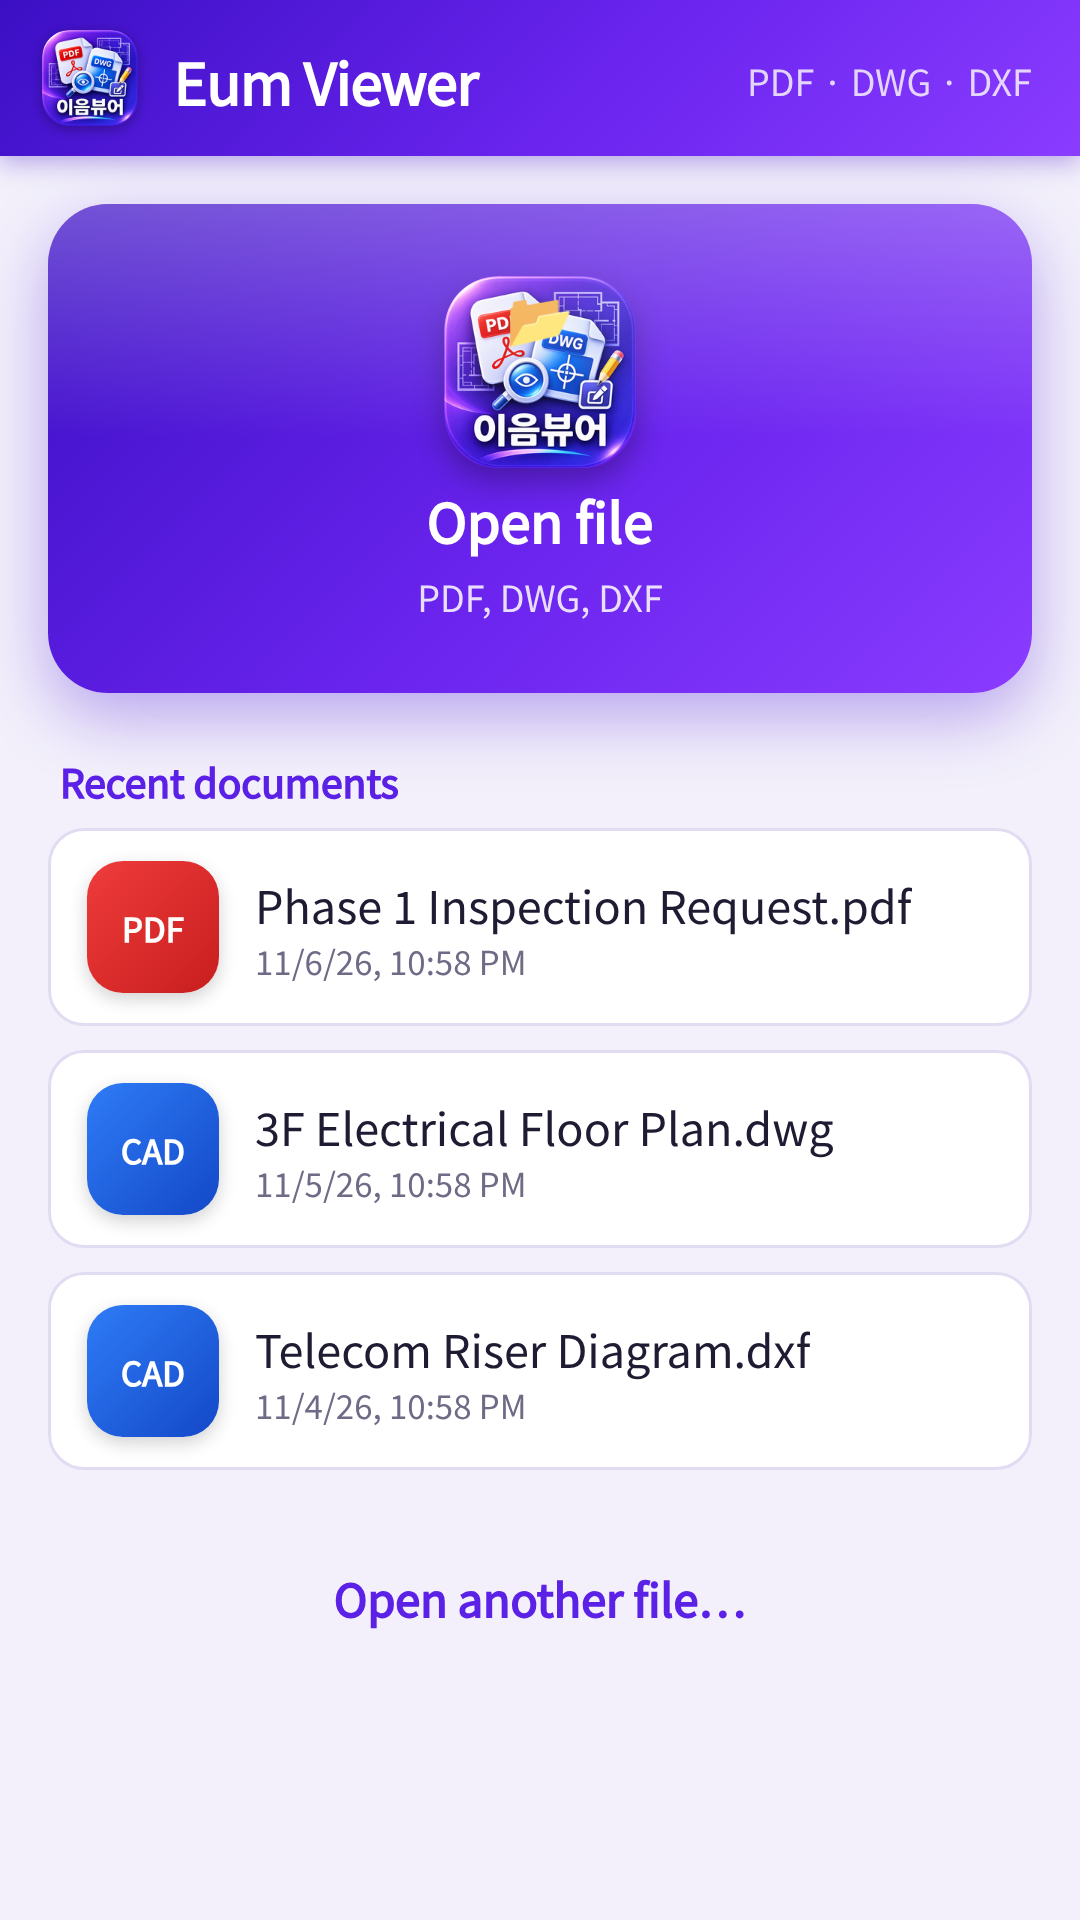 PDF
DWG
이음뷰어
Eum Viewer
PDF · DWG · DXF
DWG
이음뷰어
Open file
PDF, DWG, DXF
Recent documents
PDF
Phase 1 Inspection Request.pdf
11/6/26, 10:58 PM
CAD
3F Electrical Floor Plan.dwg
11/5/26, 10:58 PM
CAD
Telecom Riser Diagram.dxf
11/4/26, 10:58 PM
Open another file…